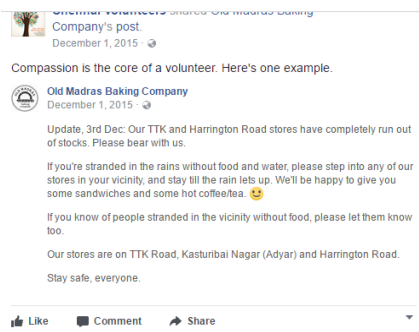 Chennai Volunteers shared Old Madras Baking
Company's post.
December 1, 2015 ·
Compassion is the core of a volunteer. Here's one example.
Old Madras Baking Company
December 1, 2015 ·
Update, 3rd Dec: Our TTK and Harrington Road stores have completely run out
of stocks. Please bear with us.
If you're stranded in the rains without food and water, please step into any of our
stores in your vicinity, and stay till the rain lets up. We'll be happy to give you
some sandwiches and some hot coffee/tea.
If you know of people stranded in the vicinity without food, please let them know
too.
Our stores are on TTK Road, Kasturibai Nagar (Adyar) and Harrington Road.
Stay safe, everyone.
Like Comment Share